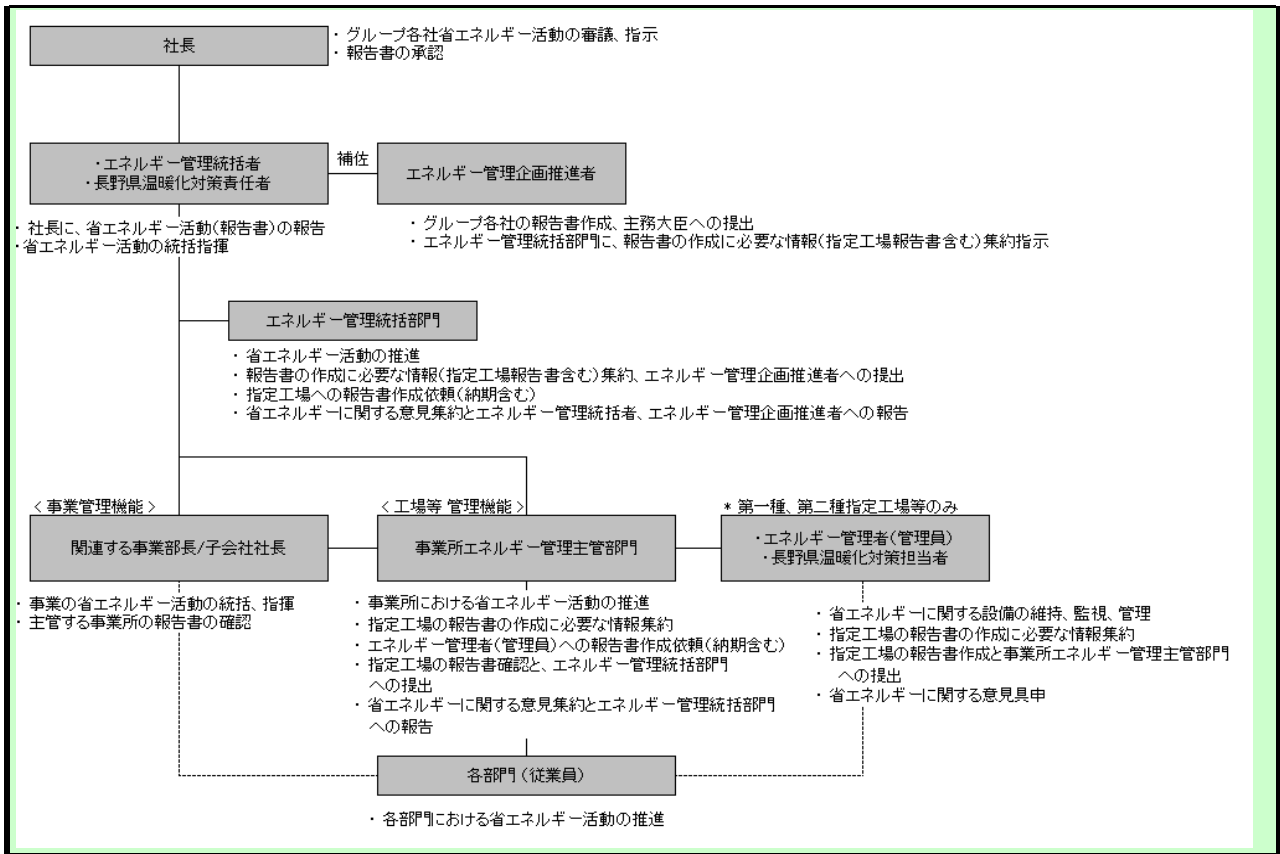 社長
・グループ各社省エネルギー活動の審議、指示
・報告書の承認
・エネルギー管理統括者
・長野県温暖化対策責任者
補佐
エネルギー管理企画推進者
・社長に、省エネルギー活動(報告書)の報告
・省エネルギー活動の統括指揮
・グループ各社の報告書作成、主務大臣への提出
・エネルギー管理統括部門に、報告書の作成に必要な情報(指定工場報告書含む)集約指示
エネルギー管理統括部門
・省エネルギー活動の推進
・報告書の作成に必要な情報(指定工場報告書含む)集約、エネルギー管理企画推進者への提出
・指定工場への報告書作成依頼(納期含む)
・省エネルギーに関する意見集約とエネルギー管理統括者、エネルギー管理企画推進者への報告
<事業管理機能>
関連する事業部長/子会社社長
・事業の省エネルギー活動の統括、指揮
・主管する事業所の報告書の確認
<工場等 管理機能>
事業所エネルギー管理主管部門
・事業所における省エネルギー活動の推進
・指定工場の報告書の作成に必要な情報集約
・エネルギー管理者(管理員)への報告書作成依頼(納期含む)
・指定工場の報告書確認と、エネルギー管理統括部門
への提出
・省エネルギーに関する意見集約とエネルギー管理統括部門
への報告
* 第一種、第二種指定工場等のみ
・エネルギー管理者(管理員)
・長野県温暖化対策担当者
・省エネルギーに関する設備の維持、監視、管理
・指定工場の報告書の作成に必要な情報集約
・指定工場の報告書作成と事業所エネルギー管理主管部門
への提出
・省エネルギーに関する意見具申
各部門(従業員)
・各部門における省エネルギー活動の推進